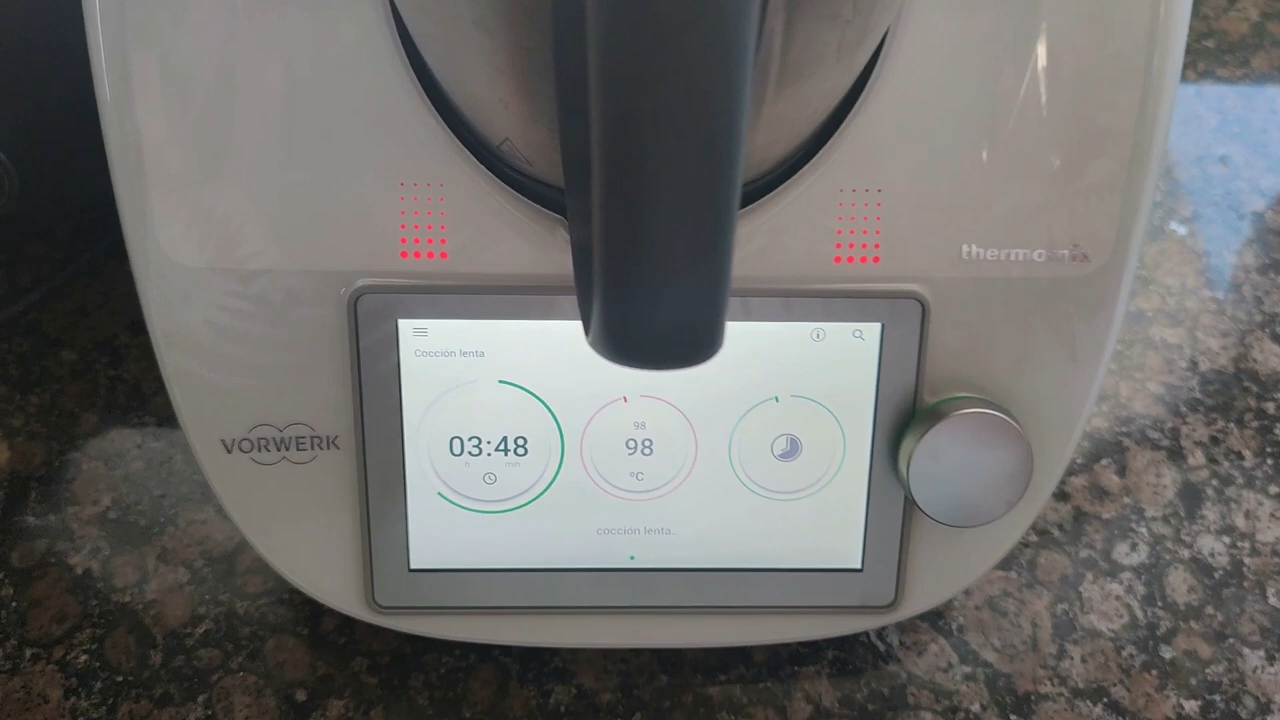 thermomix
Cocción lenta
VORWERK
03:48
h min
98
98
°C
cocción lenta..